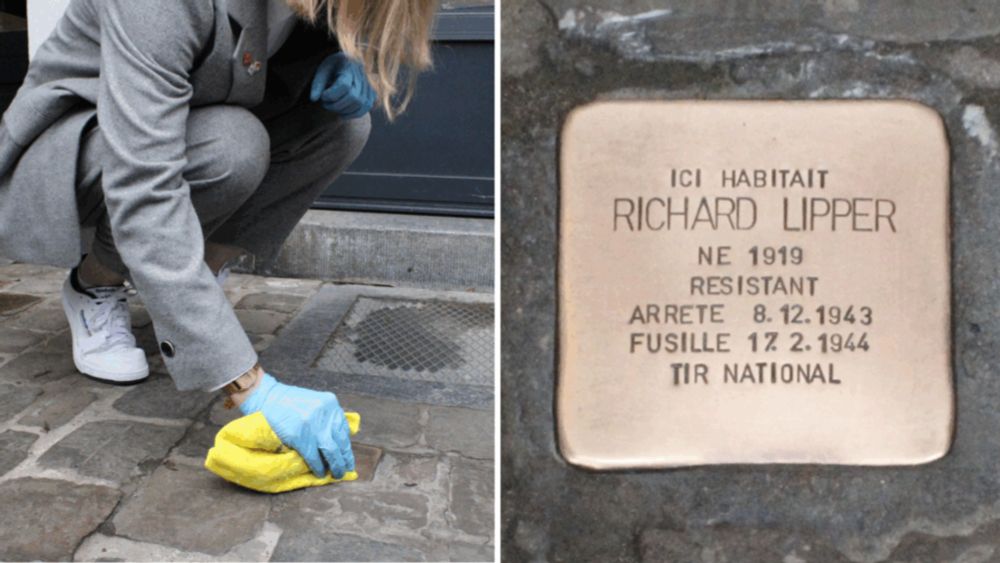 ICI HABITAIT
RICHARD LIPPER
NE 1919
RESISTANT
ARRETE 8.12.1943
FUSILLE 17.2.1944
TIR NATIONAL